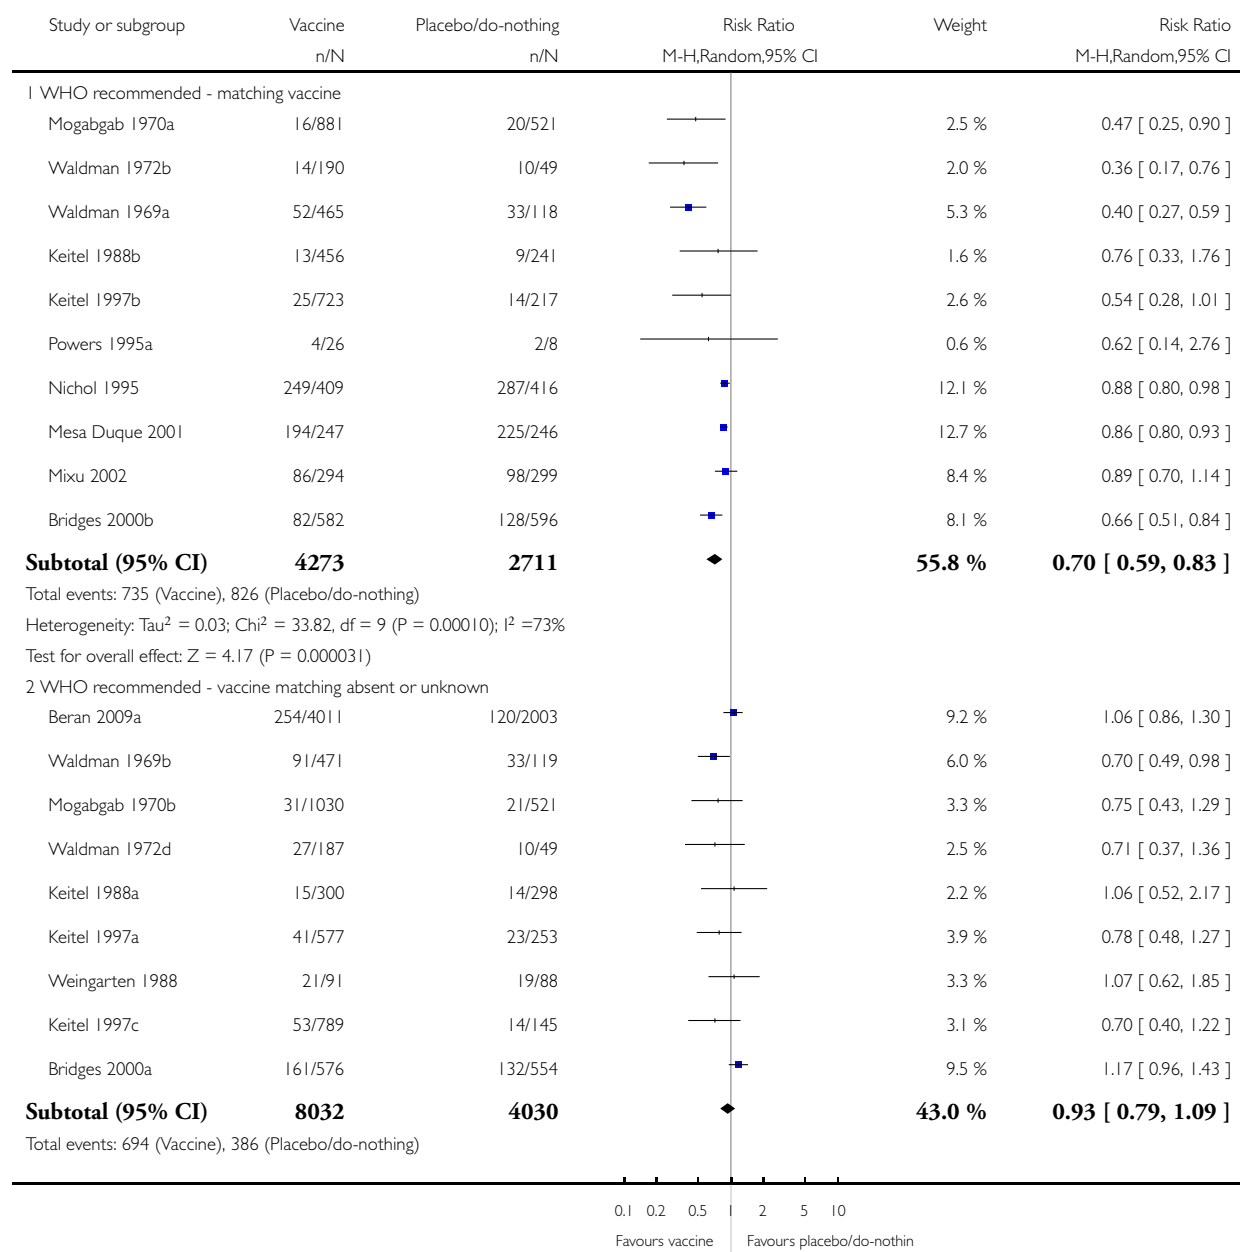 Study or subgroup Vaccine Placebo/do-nothing Risk Ratio Weight Risk Ratio
n/N n/N M-H,Random,95% CI M-H,Random,95% CI
1 WHO recommended - matching vaccine
Mogabgab 1970a 16/881 20/521 2.5 % 0.47 [ 0.25, 0.90 ]
Waldman 1972b 14/190 10/49 2.0 % 0.36 [ 0.17, 0.76 ]
Waldman 1969a 52/465 33/118 5.3 % 0.40 [ 0.27, 0.59 ]
Keitel 1988b 13/456 9/241 1.6 % 0.76 [ 0.33, 1.76 ]
Keitel 1997b 25/723 14/217 2.6 % 0.54 [ 0.28, 1.01 ]
Powers 1995a 4/26 2/8 0.6 % 0.62 [ 0.14, 2.76 ]
Nichol 1995 249/409 287/416 12.1 % 0.88 [ 0.80, 0.98 ]
Mesa Duque 2001 194/247 225/246 12.7 % 0.86 [ 0.80, 0.93 ]
Mixu 2002 86/294 98/299 8.4 % 0.89 [ 0.70, 1.14 ]
Bridges 2000b 82/582 128/596 8.1 % 0.66 [ 0.51, 0.84 ]
Subtotal (95% CI) 4273 2711 55.8 % 0.70 [ 0.59, 0.83 ]
Total events: 735 (Vaccine), 826 (Placebo/do-nothing)
Heterogeneity: Tau² = 0.03; Chi² = 33.82, df = 9 (P = 0.00010); I² =73%
Test for overall effect: Z = 4.17 (P = 0.000031)
2 WHO recommended - vaccine matching absent or unknown
Beran 2009a 254/4011 120/2003 9.2 % 1.06 [ 0.86, 1.30 ]
Waldman 1969b 91/471 33/119 6.0 % 0.70 [ 0.49, 0.98 ]
Mogabgab 1970b 31/1030 21/521 3.3 % 0.75 [ 0.43, 1.29 ]
Waldman 1972d 27/187 10/49 2.5 % 0.71 [ 0.37, 1.36 ]
Keitel 1988a 15/300 14/298 2.2 % 1.06 [ 0.52, 2.17 ]
Keitel 1997a 41/577 23/253 3.9 % 0.78 [ 0.48, 1.27 ]
Weingarten 1988 21/91 19/88 3.3 % 1.07 [ 0.62, 1.85 ]
Keitel 1997c 53/789 14/145 3.1 % 0.70 [ 0.40, 1.22 ]
Bridges 2000a 161/576 132/554 9.5 % 1.17 [ 0.96, 1.43 ]
Subtotal (95% CI) 8032 4030 43.0 % 0.93 [ 0.79, 1.09 ]
Total events: 694 (Vaccine), 386 (Placebo/do-nothing)
0.1 0.2 0.5 1 2 5 10
Favours vaccine Favours placebo/do-nothin